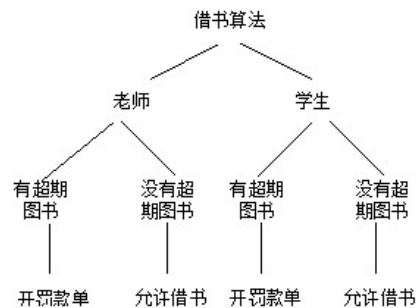 借书算法
老师
学生
有超期
图书
没有超
期图书
有超期
图书
没有超
期图书
开罚款单
允许借书
开罚款单
允许借书